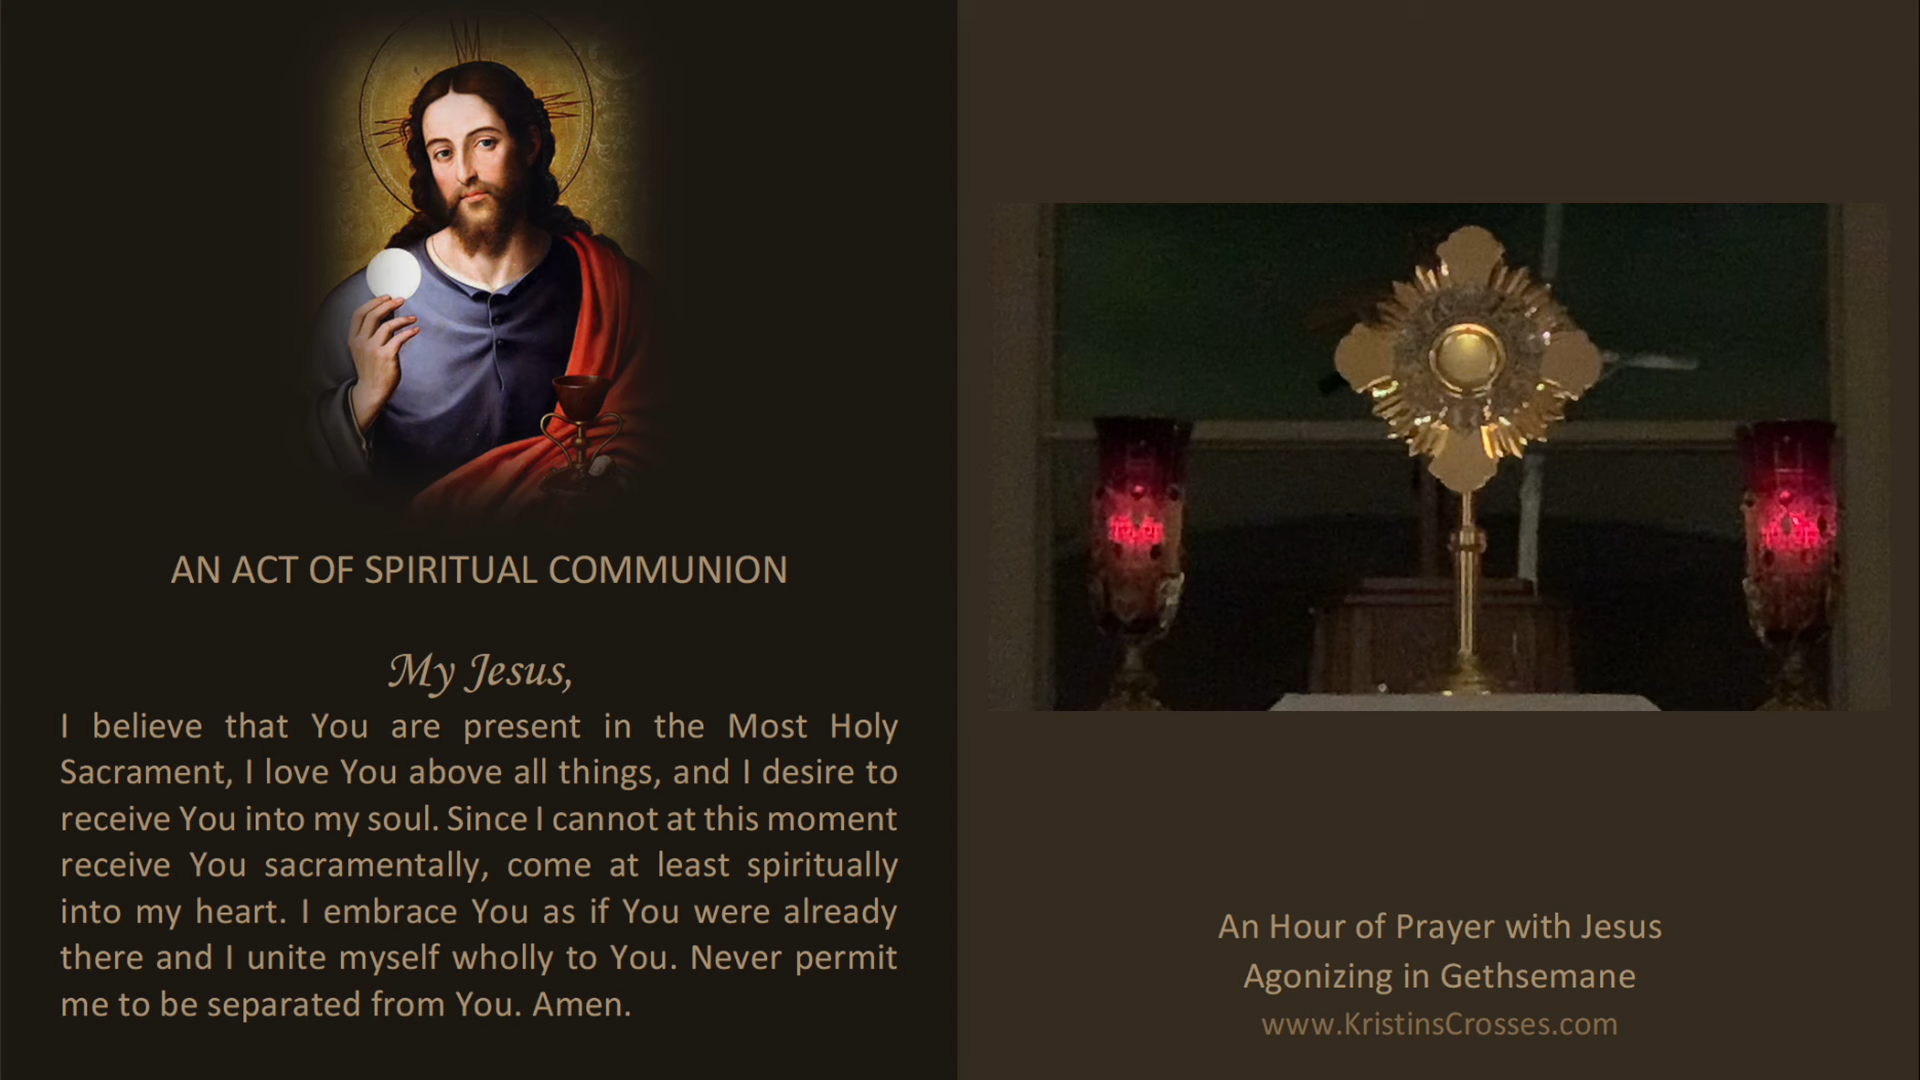 AN ACT OF SPIRITUAL COMMUNION
My Jesus,
I believe that You are present in the Most Holy
Sacrament, I love You above all things, and I desire to
receive You into my soul. Since I cannot at this moment
receive You sacramentally, come at least spiritually
into my heart. I embrace You as if You were already
there and I unite myself wholly to You. Never permit
me to be separated from You. Amen.
An Hour of Prayer with Jesus
Agonizing in Gethsemane
www.KristinsCrosses.com